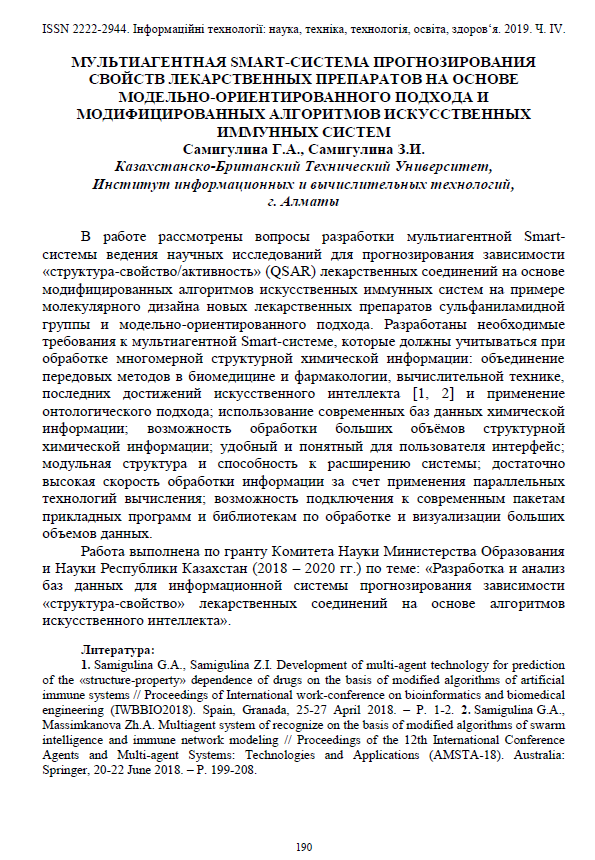 ISSN 2222-2944. Інформаційні технології: наука, техніка, технологія, освіта, здоров‘я. 2019. Ч. IV.
МУЛЬТИАГЕНТНАЯ SMART-СИСТЕМА ПРОГНОЗИРОВАНИЯ
СВОЙСТВ ЛЕКАРСТВЕННЫХ ПРЕПАРАТОВ НА ОСНОВЕ
МОДЕЛЬНО-ОРИЕНТИРОВАННОГО ПОДХОДА И
МОДИФИЦИРОВАННЫХ АЛГОРИТМОВ ИСКУССТВЕННЫХ
ИММУННЫХ СИСТЕМ
Самигулина Г.А., Самигулина З.И.
Казахстанско-Британский Технический Университет,
Институт информационных и вычислительных технологий,
г. Алматы
В работе рассмотрены вопросы разработки мультиагентной Smart-
системы ведения научных исследований для прогнозирования зависимости
«структура-свойство/активность» (QSAR) лекарственных соединений на основе
модифицированных алгоритмов искусственных иммунных систем на примере
молекулярного дизайна новых лекарственных препаратов сульфаниламидной
группы и модельно-ориентированного подхода. Разработаны необходимые
требования к мультиагентной Smart-системе, которые должны учитываться при
обработке многомерной структурной химической информации: объединение
передовых методов в биомедицине и фармакологии, вычислительной технике,
последних достижений искусственного интеллекта [1, 2] и применение
онтологического подхода; использование современных баз данных химической
информации; возможность обработки больших объёмов структурной
химической информации; удобный и понятный для пользователя интерфейс;
модульная структура и способность к расширению системы; достаточно
высокая скорость обработки информации за счет применения параллельных
технологий вычисления; возможность подключения к современным пакетам
прикладных программ и библиотекам по обработке и визуализации больших
объемов данных.
Работа выполнена по гранту Комитета Науки Министерства Образования
и Науки Республики Казахстан (2018 – 2020 гг.) по теме: «Разработка и анализ
баз данных для информационной системы прогнозирования зависимости
«структура-свойство» лекарственных соединений на основе алгоритмов
искусственного интеллекта».
Литература:
1. Samigulina G.A., Samigulina Z.I. Development of multi-agent technology for prediction
of the «structure-property» dependence of drugs on the basis of modified algorithms of artificial
immune systems // Proceedings of International work-conference on bioinformatics and biomedical
engineering (IWBBIO2018). Spain, Granada, 25-27 April 2018. – P. 1-2. 2. Samigulina G.A.,
Massimkanova Zh.A. Multiagent system of recognize on the basis of modified algorithms of swarm
intelligence and immune network modeling // Proceedings of the 12th International Conference
Agents and Multi-agent Systems: Technologies and Applications (AMSTA-18). Australia:
Springer, 20-22 June 2018. – P. 199-208.
190